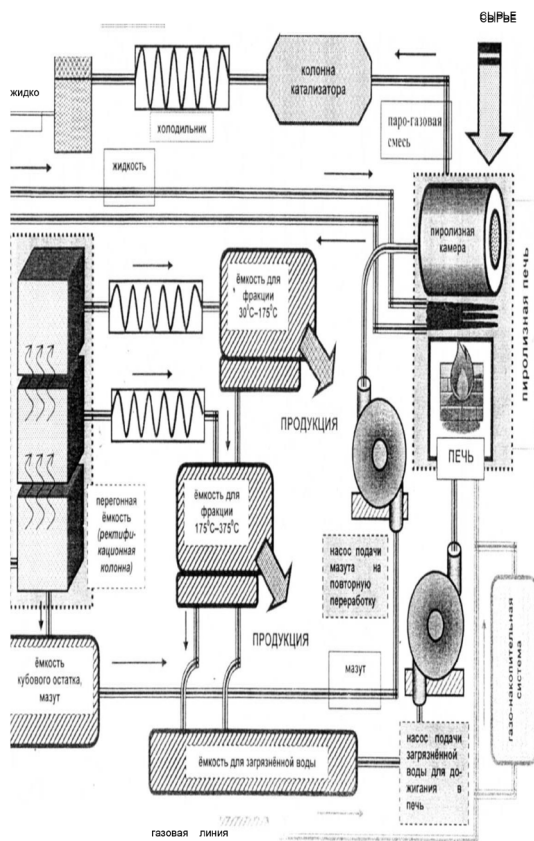 СЫРЬЕ
колонна
катализатора
жидко
холодильник
паро-газовая
смесь
жидкость
пиролизная
камера
пиролизная печь
ёмкость для
фракции
30°С–175°С
ПРОДУКЦИЯ
ПЕЧЬ
перегонная
ёмкость
(ректифи-
кационная
колонна)
ёмкость для
фракции
175°С–375°С
насос подачи
мазута на
повторную
переработку
ПРОДУКЦИЯ
ёмкость
кубового остатка,
мазут
мазут
газо-накопительная
система
ёмкость для загрязнённой воды
насос подачи
загрязнённой
воды для до-
жигания в
печь
газовая линия